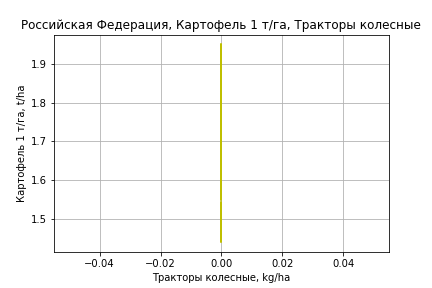 Российская Федерация, Картофель 1 т/га, Тракторы колесные
1.9
1.8
1.7
1.6
1.5
Картофель 1 т/га, t/ha
−0.04 −0.02 0.00 0.02 0.04
Тракторы колесные, kg/ha